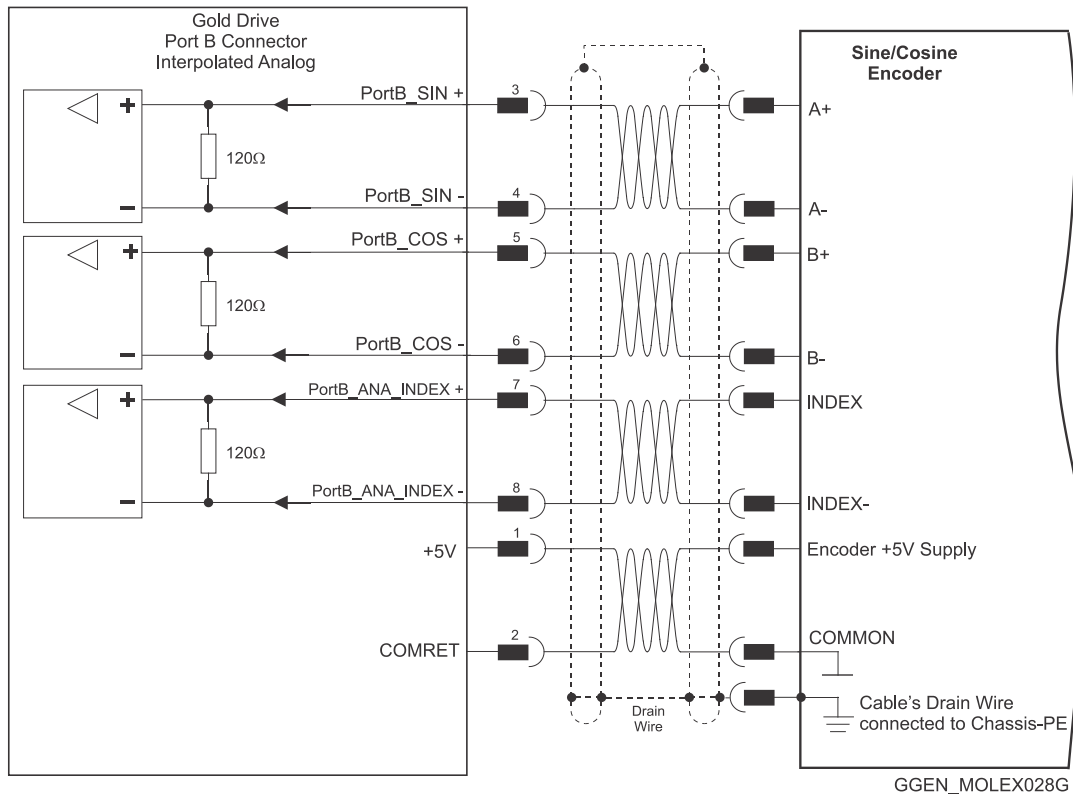 Gold Drive
Port B Connector
Interpolated Analog
Sine/Cosine
Encoder
PortB_SIN +
3
A+
120Ω
PortB_SIN -
4
A-
PortB_COS +
5
B+
120Ω
PortB_COS -
6
B-
PortB_ANA_INDEX +
7
INDEX
120Ω
PortB_ANA_INDEX -
8
INDEX-
+5V
1
Encoder +5V Supply
COMRET
2
COMMON
Drain
Wire
Cable's Drain Wire
connected to Chassis-PE
GGEN_MOLEX028G